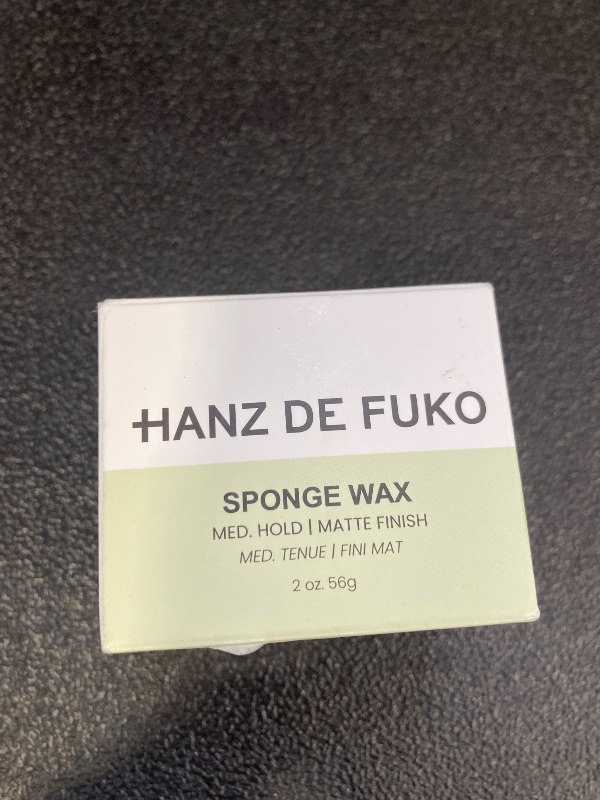 HANZ DE FUKO
SPONGE WAX
MED. HOLD | MATTE FINISH
MED. TENUE | FINI MAT
2 oz. 56g